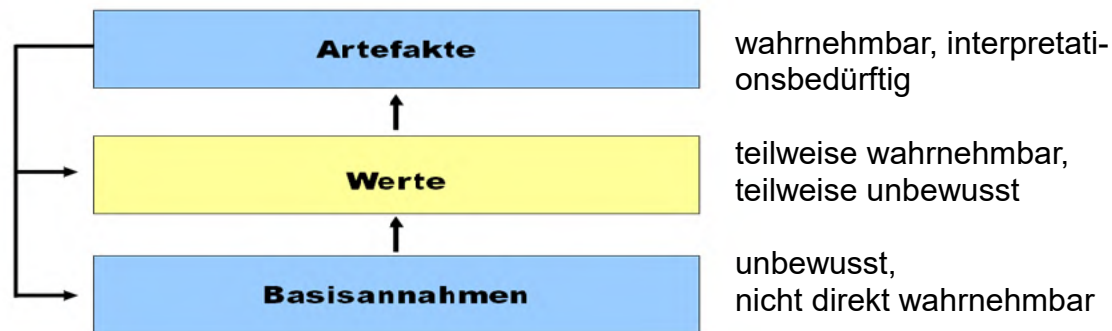 Artefakte
wahrnehmbar, interpretati-
onsbedürftig
Werte
teilweise wahrnehmbar,
teilweise unbewusst
Basisannahmen
unbewusst,
nicht direkt wahrnehmbar